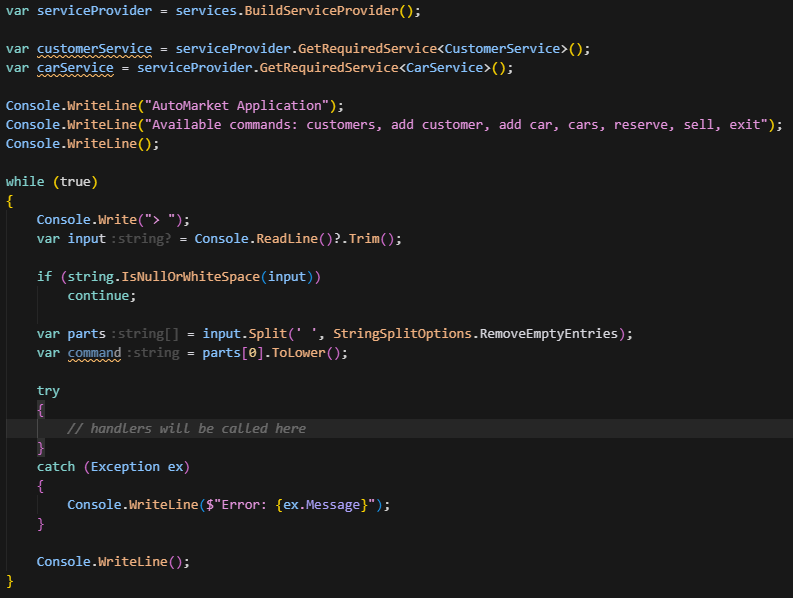 var serviceProvider = services.BuildServiceProvider();

var customerService = serviceProvider.GetRequiredService<CustomerService>();
var carService = serviceProvider.GetRequiredService<CarService>();

Console.WriteLine("AutoMarket Application");
Console.WriteLine("Available commands: customers, add customer, add car, cars, reserve, sell, exit");
Console.WriteLine();

while (true)
{
    Console.Write("> ");
    var input :string? = Console.ReadLine()?.Trim();

    if (string.IsNullOrWhiteSpace(input))
        continue;

    var parts :string[] = input.Split(' ', StringSplitOptions.RemoveEmptyEntries);
    var command :string = parts[0].ToLower();

    try
    {
        // handlers will be called here
    }
    catch (Exception ex)
    {
        Console.WriteLine($"Error: {ex.Message}");
    }

    Console.WriteLine();
}